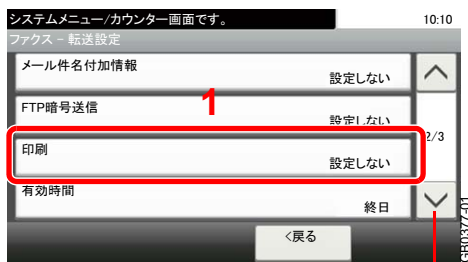 システムメニュー/カウンター画面です。
10:10
ファクス - 転送設定
メール件名付加情報
設定しない
1
FTP暗号送信
設定しない
2/3
印刷
設定しない
有効時間
終日
<戻る
GB0377-01